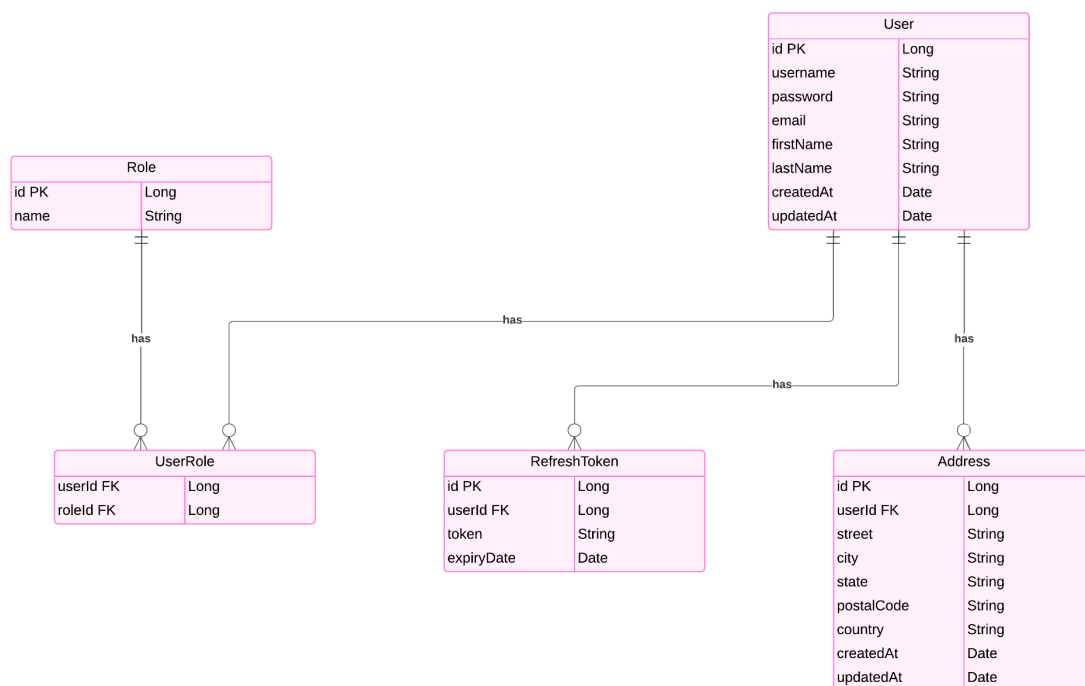 User
id PK Long
username String
password String
email String
firstName String
lastName String
createdAt Date
updatedAt Date
Role
id PK Long
name String
has
has
has
has
UserRole
userId FK Long
roleId FK Long
RefreshToken
id PK Long
userId FK Long
token String
expiryDate Date
Address
id PK Long
userId FK Long
street String
city String
state String
postalCode String
country String
createdAt Date
updatedAt Date